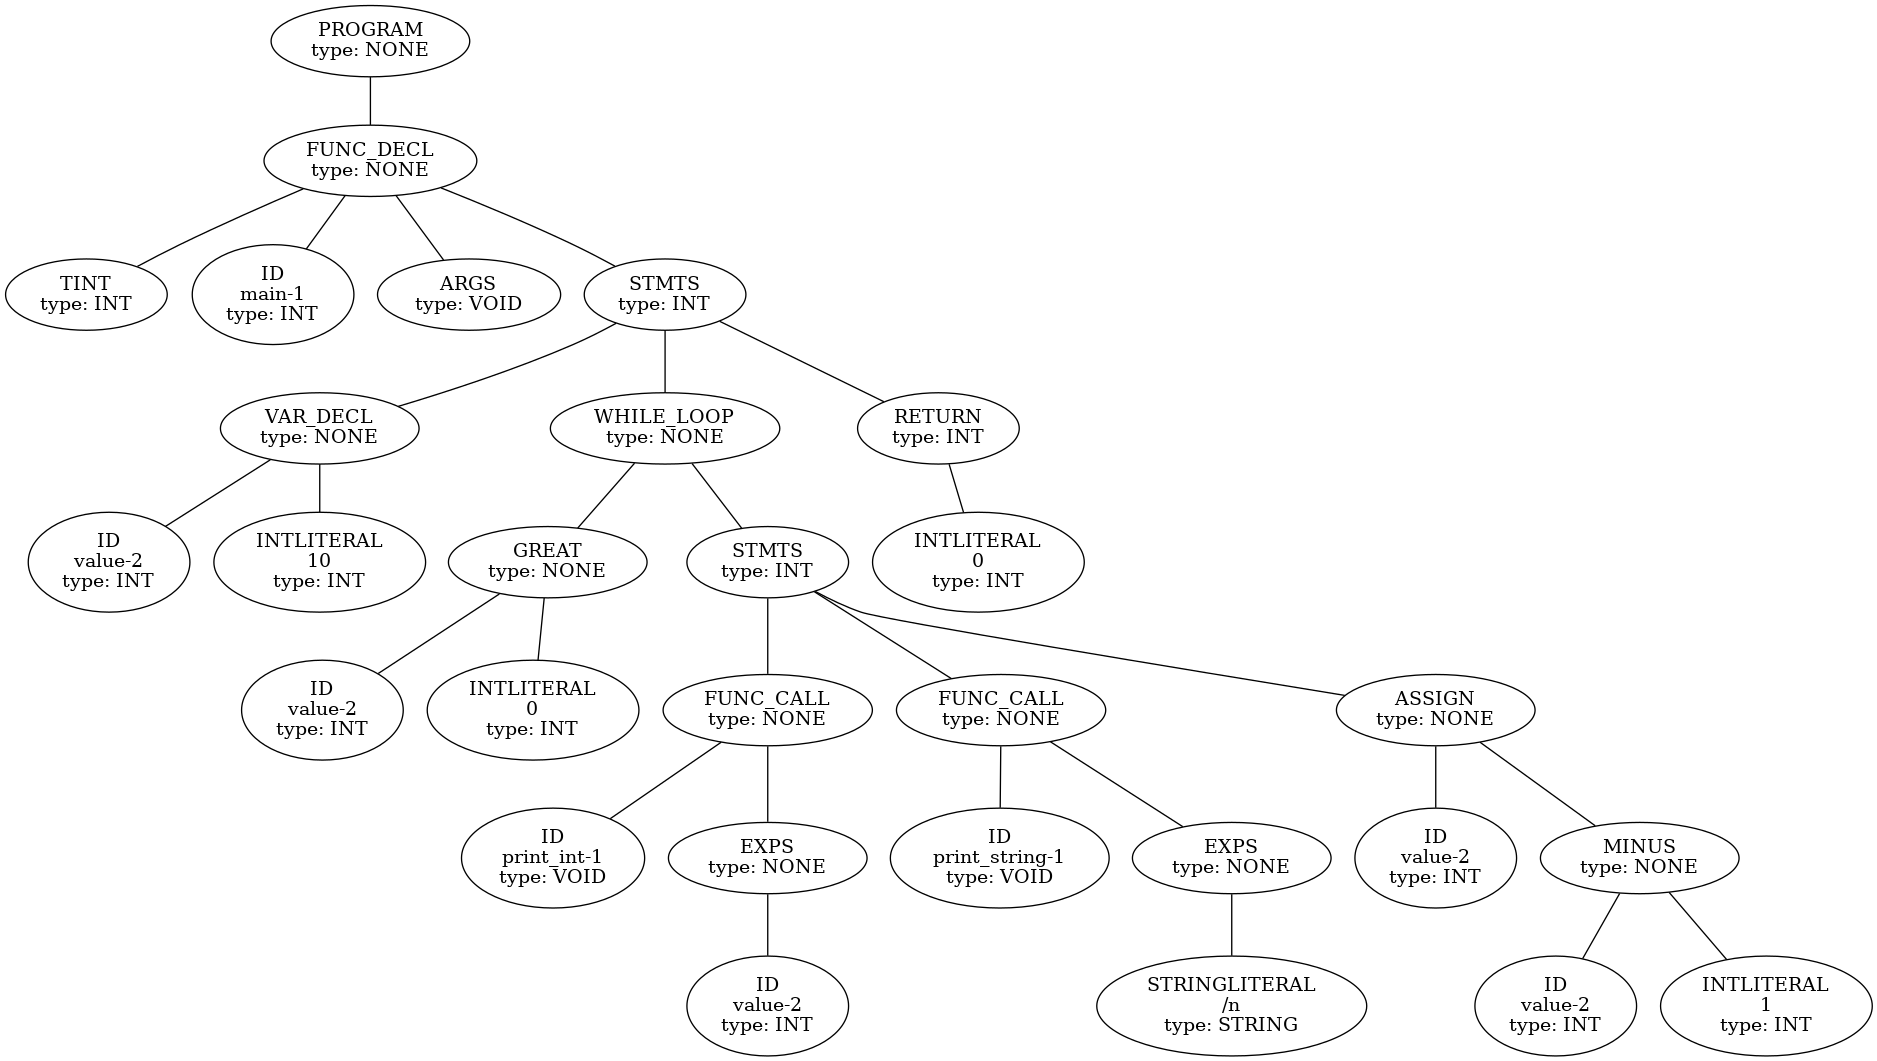 PROGRAM
type: NONE
FUNC_DECL
type: NONE
TINT
type: INT
ID
main-1
type: INT
ARGS
type: VOID
STMTS
type: INT
VAR_DECL
type: NONE
WHILE_LOOP
type: NONE
RETURN
type: INT
ID
value-2
type: INT
INTLITERAL
10
type: INT
GREAT
type: NONE
STMTS
type: INT
INTLITERAL
0
type: INT
ID
value-2
type: INT
INTLITERAL
0
type: INT
FUNC_CALL
type: NONE
FUNC_CALL
type: NONE
ASSIGN
type: NONE
ID
print_int-1
type: VOID
EXPS
type: NONE
ID
print_string-1
type: VOID
EXPS
type: NONE
ID
value-2
type: INT
MINUS
type: NONE
ID
value-2
type: INT
STRINGLITERAL
/n
type: STRING
ID
value-2
type: INT
INTLITERAL
1
type: INT